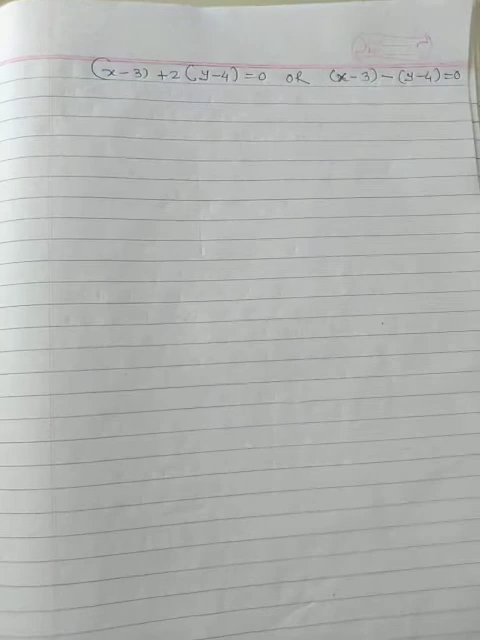 (x-3) + 2(y-4) = 0 or (x-3) - (y-4) = 0